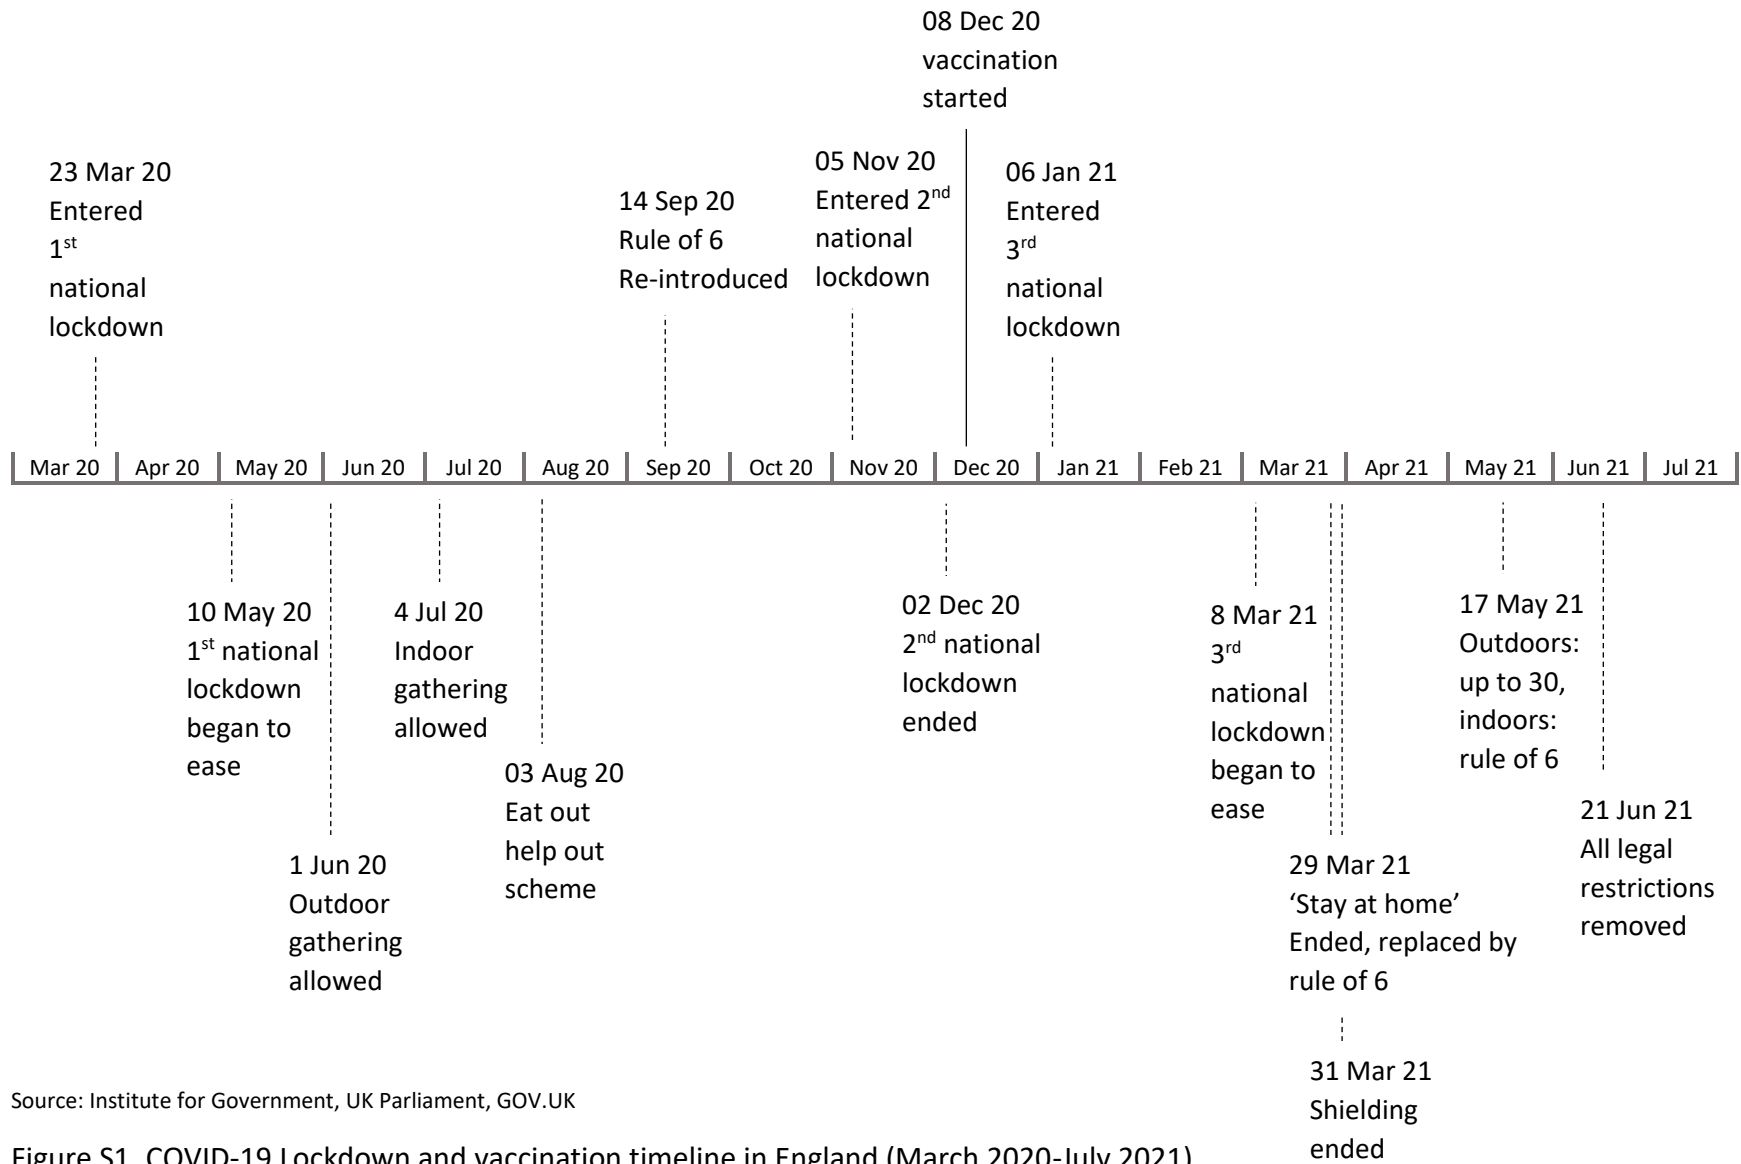 08 Dec 20
vaccination
started
23 Mar 20
Entered
1st
national
lockdown
14 Sep 20
Rule of 6
Re-introduced
05 Nov 20
Entered 2nd
national
lockdown
06 Jan 21
Entered
3rd
national
lockdown
Mar 20 Apr 20 May 20 Jun 20 Jul 20 Aug 20 Sep 20 Oct 20 Nov 20 Dec 20 Jan 21 Feb 21 Mar 21 Apr 21 May 21 Jun 21 Jul 21
10 May 20
1st national
lockdown
began to
ease
1 Jun 20
Outdoor
gathering
allowed
4 Jul 20
Indoor
gathering
allowed
03 Aug 20
Eat out
help out
scheme
02 Dec 20
2nd national
lockdown
ended
8 Mar 21
3rd
national
lockdown
began to
ease
29 Mar 21
‘Stay at home’
Ended, replaced by
rule of 6
31 Mar 21
Shielding
ended
17 May 21
Outdoors:
up to 30,
indoors:
rule of 6
21 Jun 21
All legal
restrictions
removed
Source: Institute for Government, UK Parliament, GOV.UK
Figure S1. COVID-19 Lockdown and vaccination timeline in England (March 2020-July 2021)